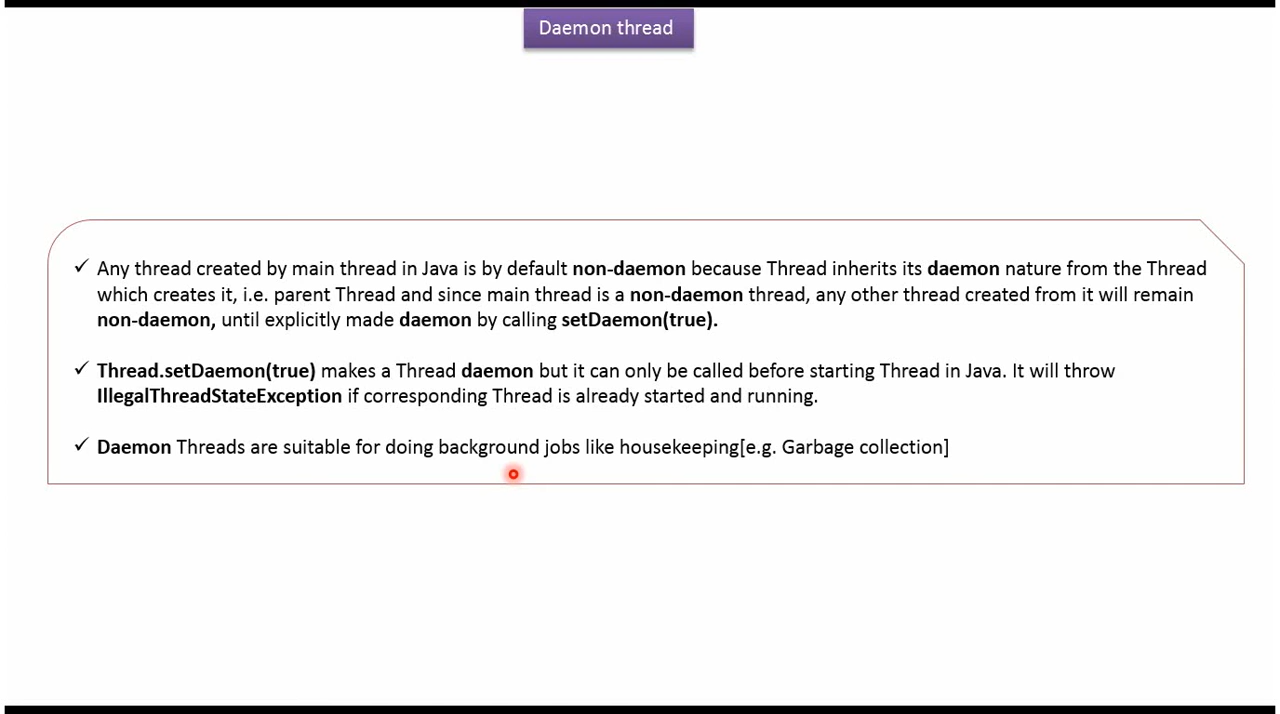 Daemon thread
✓ Any thread created by main thread in Java is by default non-daemon because Thread inherits its daemon nature from the Thread
which creates it, i.e. parent Thread and since main thread is a non-daemon thread, any other thread created from it will remain
non-daemon, until explicitly made daemon by calling setDaemon(true).
✓ Thread.setDaemon(true) makes a Thread daemon but it can only be called before starting Thread in Java. It will throw
IllegalThreadStateException if corresponding Thread is already started and running.
✓ Daemon Threads are suitable for doing background jobs like housekeeping[e.g. Garbage collection]